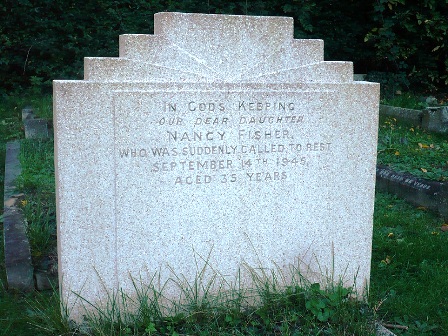 IN GODS KEEPING
OUR DEAR DAUGHTER
NANCY FISHER,
WHO WAS SUDDENLY CALLED TO REST
SEPTEMBER 14TH 1945,
AGED 35 YEARS